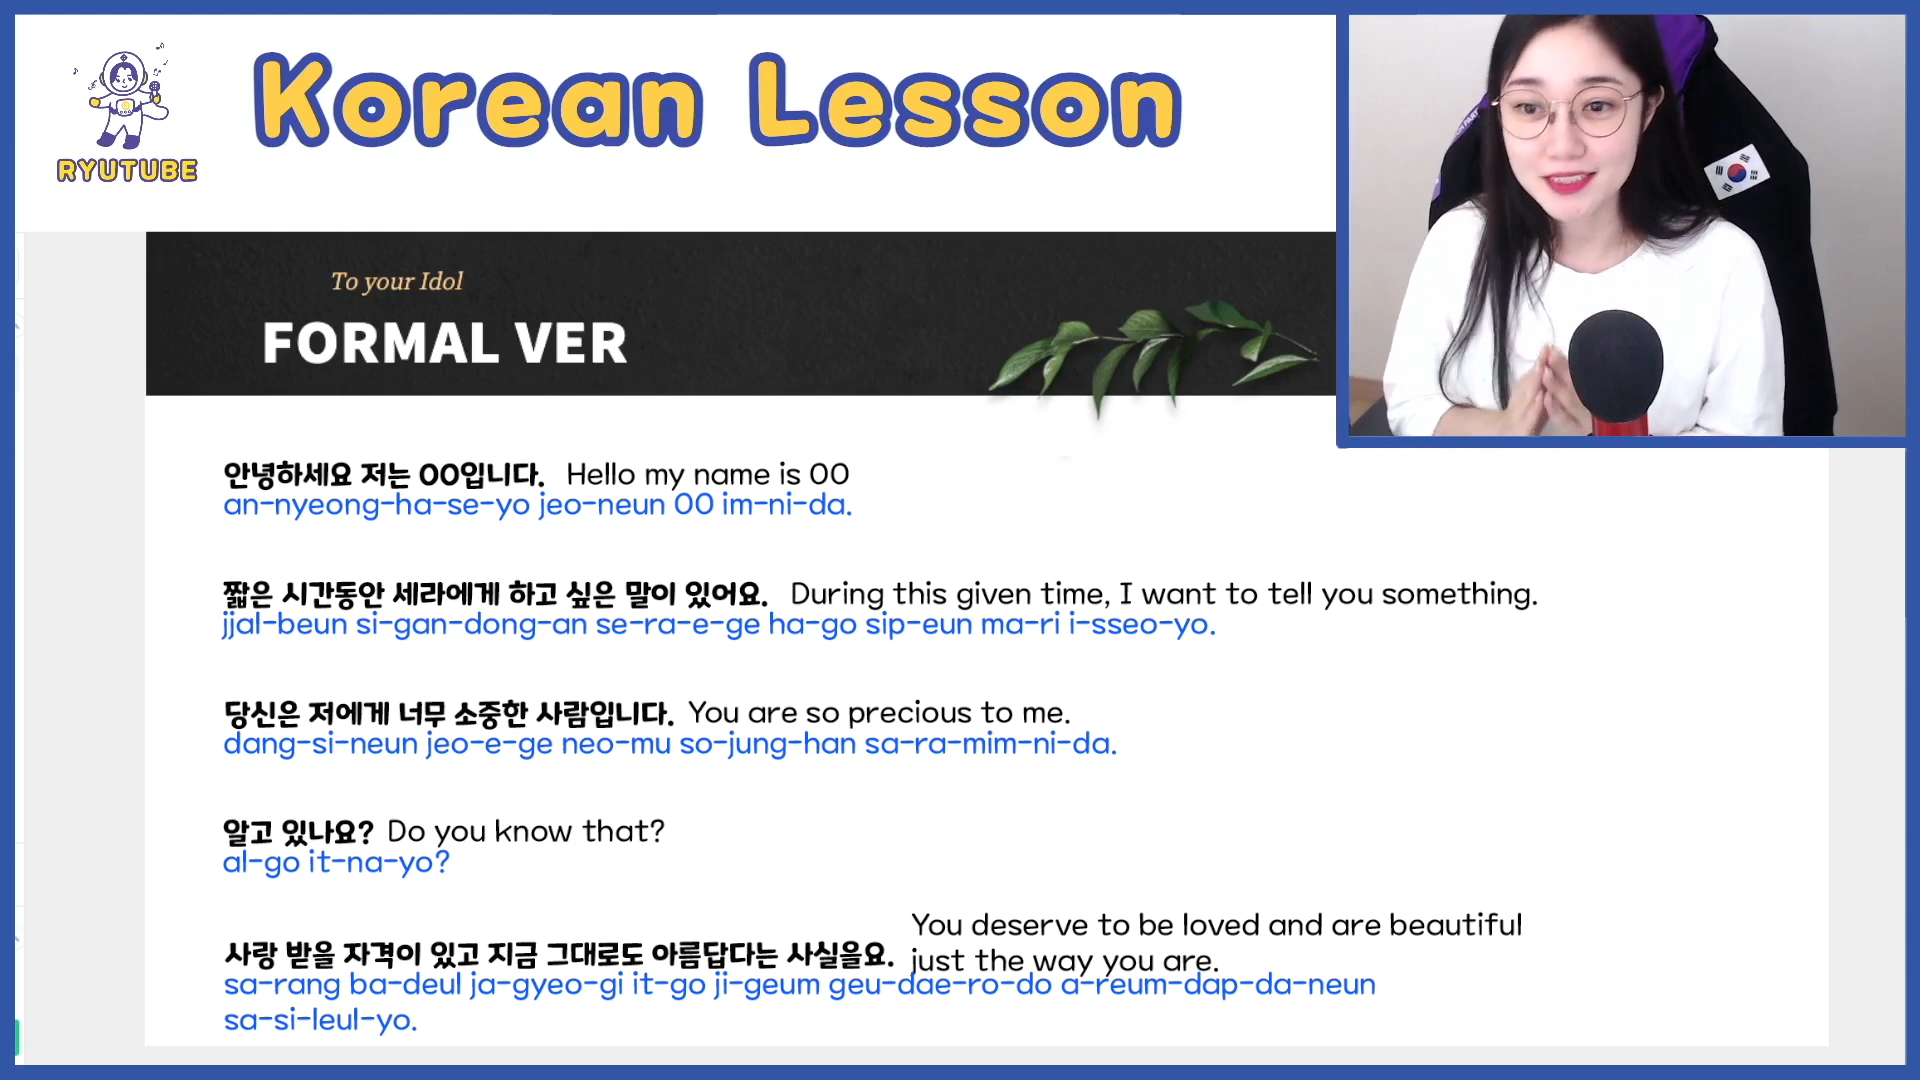 RYUTUBE
Korean Lesson
To your Idol
FORMAL VER
안녕하세요 저는 OO입니다. Hello my name is OO
an-nyeong-ha-se-yo jeo-neun OO im-ni-da.
짧은 시간동안 세라에게 하고 싶은 말이 있어요. During this given time, I want to tell you something.
jjal-beun si-gan-dong-an se-ra-e-ge ha-go sip-eun ma-ri i-sseo-yo.
당신은 저에게 너무 소중한 사람입니다. You are so precious to me.
dang-si-neun jeo-e-ge neo-mu so-jung-han sa-ra-mim-ni-da.
알고 있나요? Do you know that?
al-go it-na-yo?
사랑 받을 자격이 있고 지금 그대로도 아름답다는 사실을요. You deserve to be loved and are beautiful
just the way you are.
sa-rang ba-deul ja-gyeo-gi it-go ji-geum geu-dae-ro-do a-reum-dap-da-neun
sa-si-leul-yo.